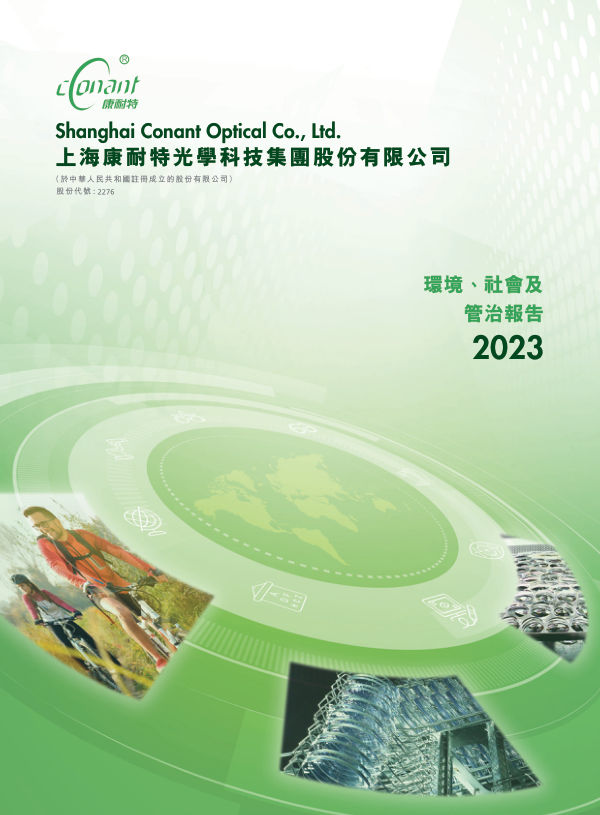 ®
conant
康耐特
Shanghai Conant Optical Co., Ltd.
上海康耐特光學科技集團股份有限公司
(於中華人民共和國註冊成立的股份有限公司)
股份代號: 2276
環境、社會及
管治報告
2023